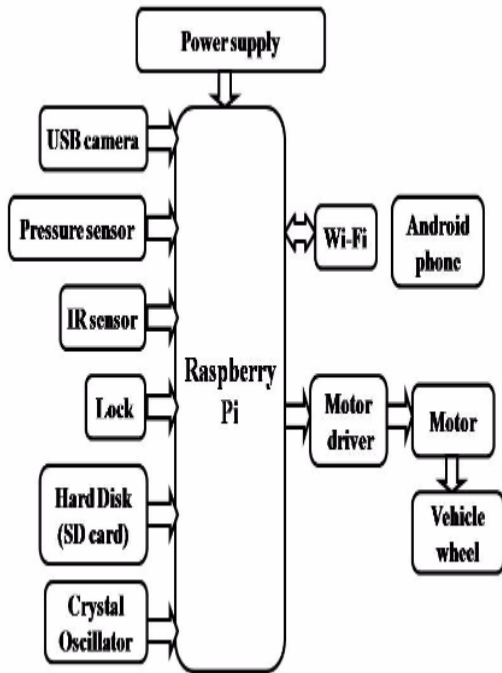 Power supply
USB camera
Pressure sensor
IR sensor
Lock
Hard Disk
(SD card)
Crystal
Oscillator
Raspberry
Pi
Wi-Fi
Android
phone
Motor
driver
Motor
Vehicle
wheel